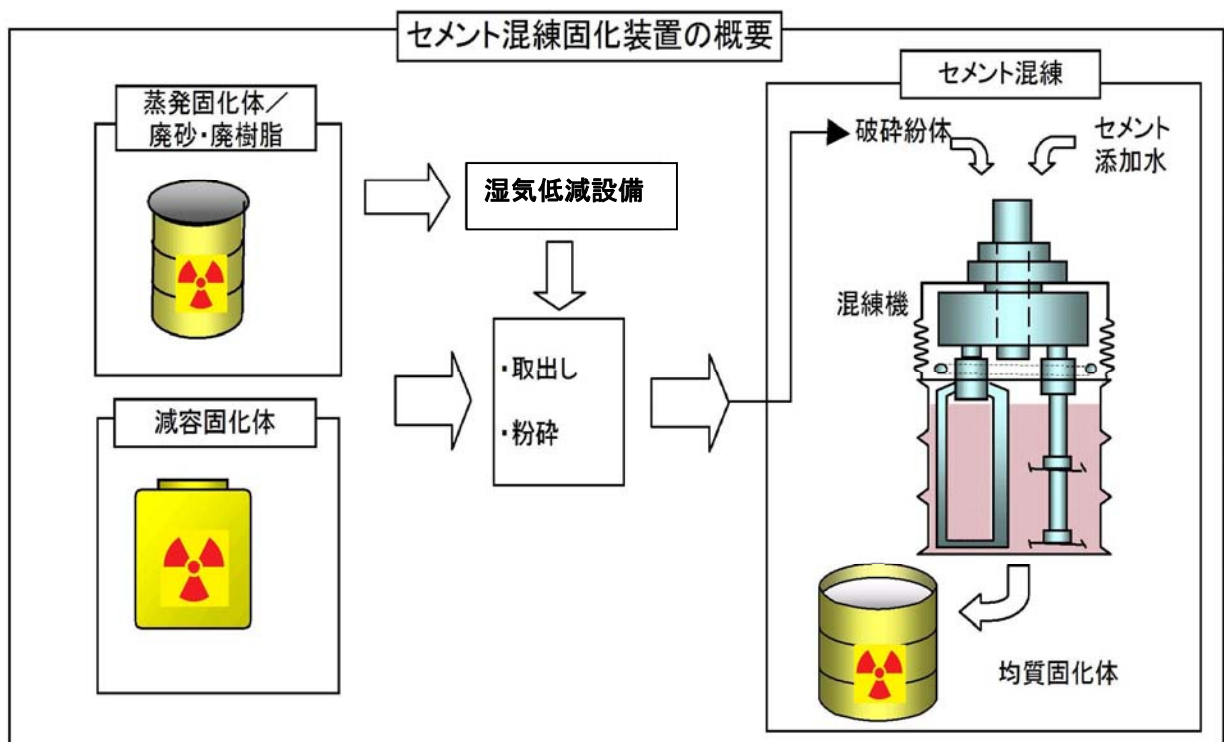 セメント混練固化装置の概要
蒸発固化体／
廃砂・廃樹脂
湿気低減設備
・取出し
・粉砕
減容固化体
セメント混練
破砕紛体
セメント
添加水
混練機
均質固化体